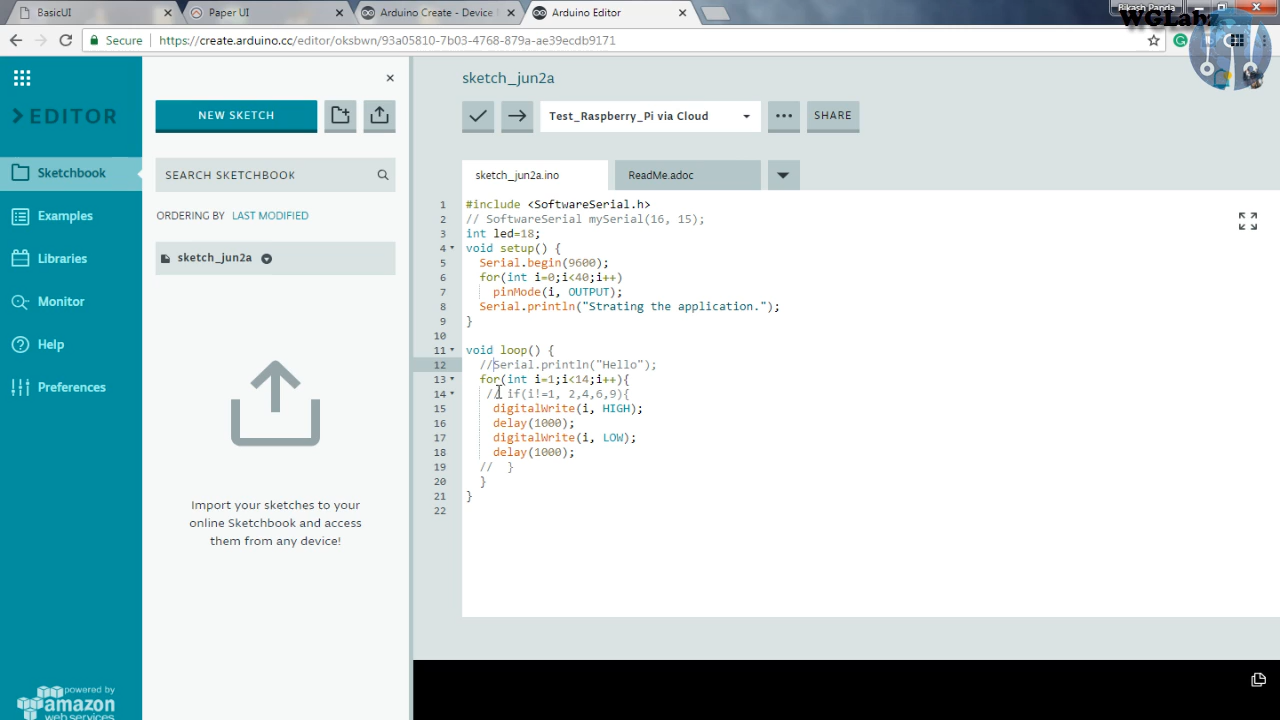 BasicUI
Paper UI
Arduino Create - Device
Arduino Editor
Bikash Panda
WGLabz
Secure
https://create.arduino.cc/editor/oksbwn/93a05810-7b03-4768-879a-ae39ecdb9171
EDITOR
Sketchbook
Examples
Libraries
Monitor
Help
Preferences
powered by
amazon
web services
NEW SKETCH
SEARCH SKETCHBOOK
ORDERING BY LAST MODIFIED
sketch_jun2a
Import your sketches to your
online Sketchbook and access
them from any device!
sketch_jun2a
Test_Raspberry_Pi via Cloud
SHARE
sketch_jun2a.ino
ReadMe.adoc
1 #include <SoftwareSerial.h>
2 // SoftwareSerial mySerial(16, 15);
3 int led=18;
4 void setup() {
5 Serial.begin(9600);
6 for(int i=0;i<40;i++)
7 pinMode(i, OUTPUT);
8 Serial.println("Strating the application.");
9 }
10
11 void loop() {
12 //Serial.println("Hello");
13 for(int i=1;i<14;i++){
14 // if(i!=1, 2,4,6,9){
15 digitalWrite(i, HIGH);
16 delay(1000);
17 digitalWrite(i, LOW);
18 delay(1000);
19 // }
20 }
21 }
22